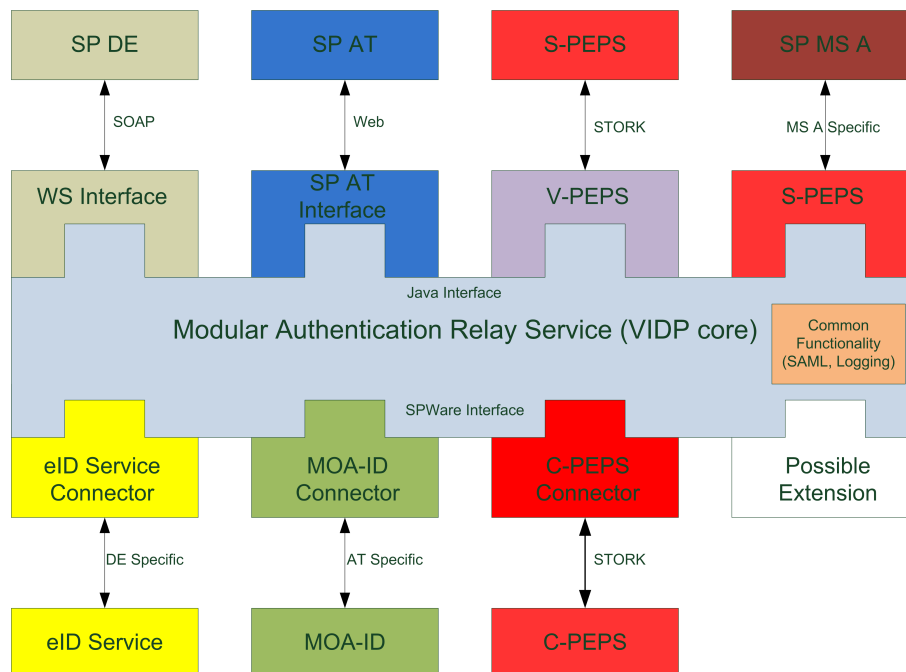 SP DE
SP AT
S-PEPS
SP MS A
SOAP
Web
STORK
MS A Specific
WS Interface
SP AT
Interface
V-PEPS
S-PEPS
Java Interface
Modular Authentication Relay Service (VIDP core)
Common
Functionality
(SAML, Logging)
SPWare Interface
eID Service
Connector
MOA-ID
Connector
C-PEPS
Connector
Possible
Extension
DE Specific
AT Specific
STORK
eID Service
MOA-ID
C-PEPS